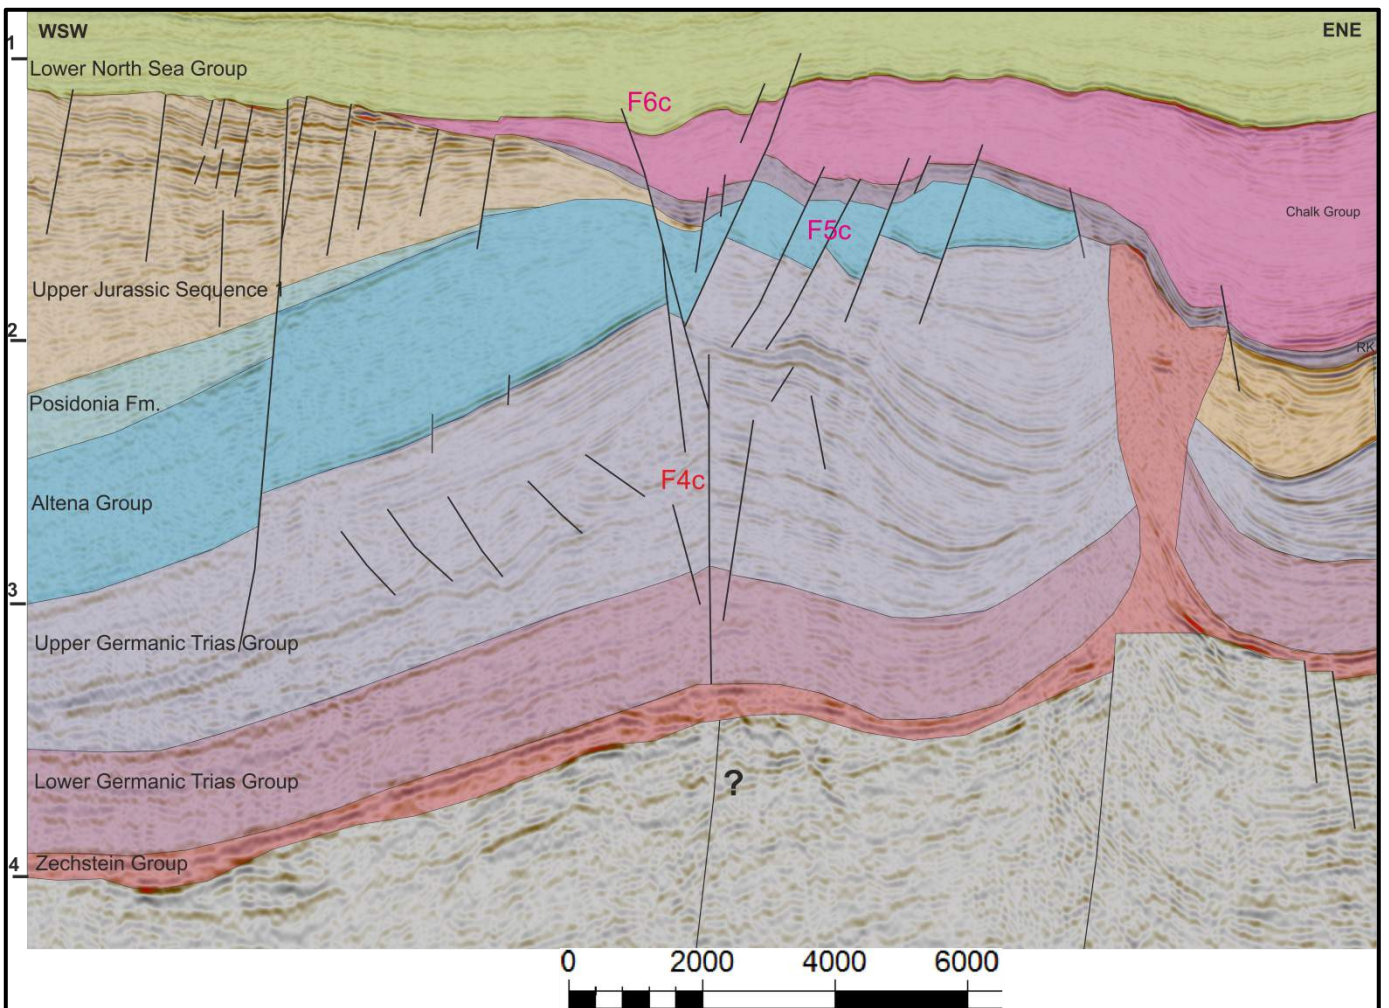 WSW
ENE
1
Lower North Sea Group
F6c
Chalk Group
F5c
Upper Jurassic Sequence 1
2
RK
Posidonia Fm.
F4c
Altena Group
3
Upper Germanic Trias Group
?
Lower Germanic Trias Group
Zechstein Group
4
0 2000 4000 6000